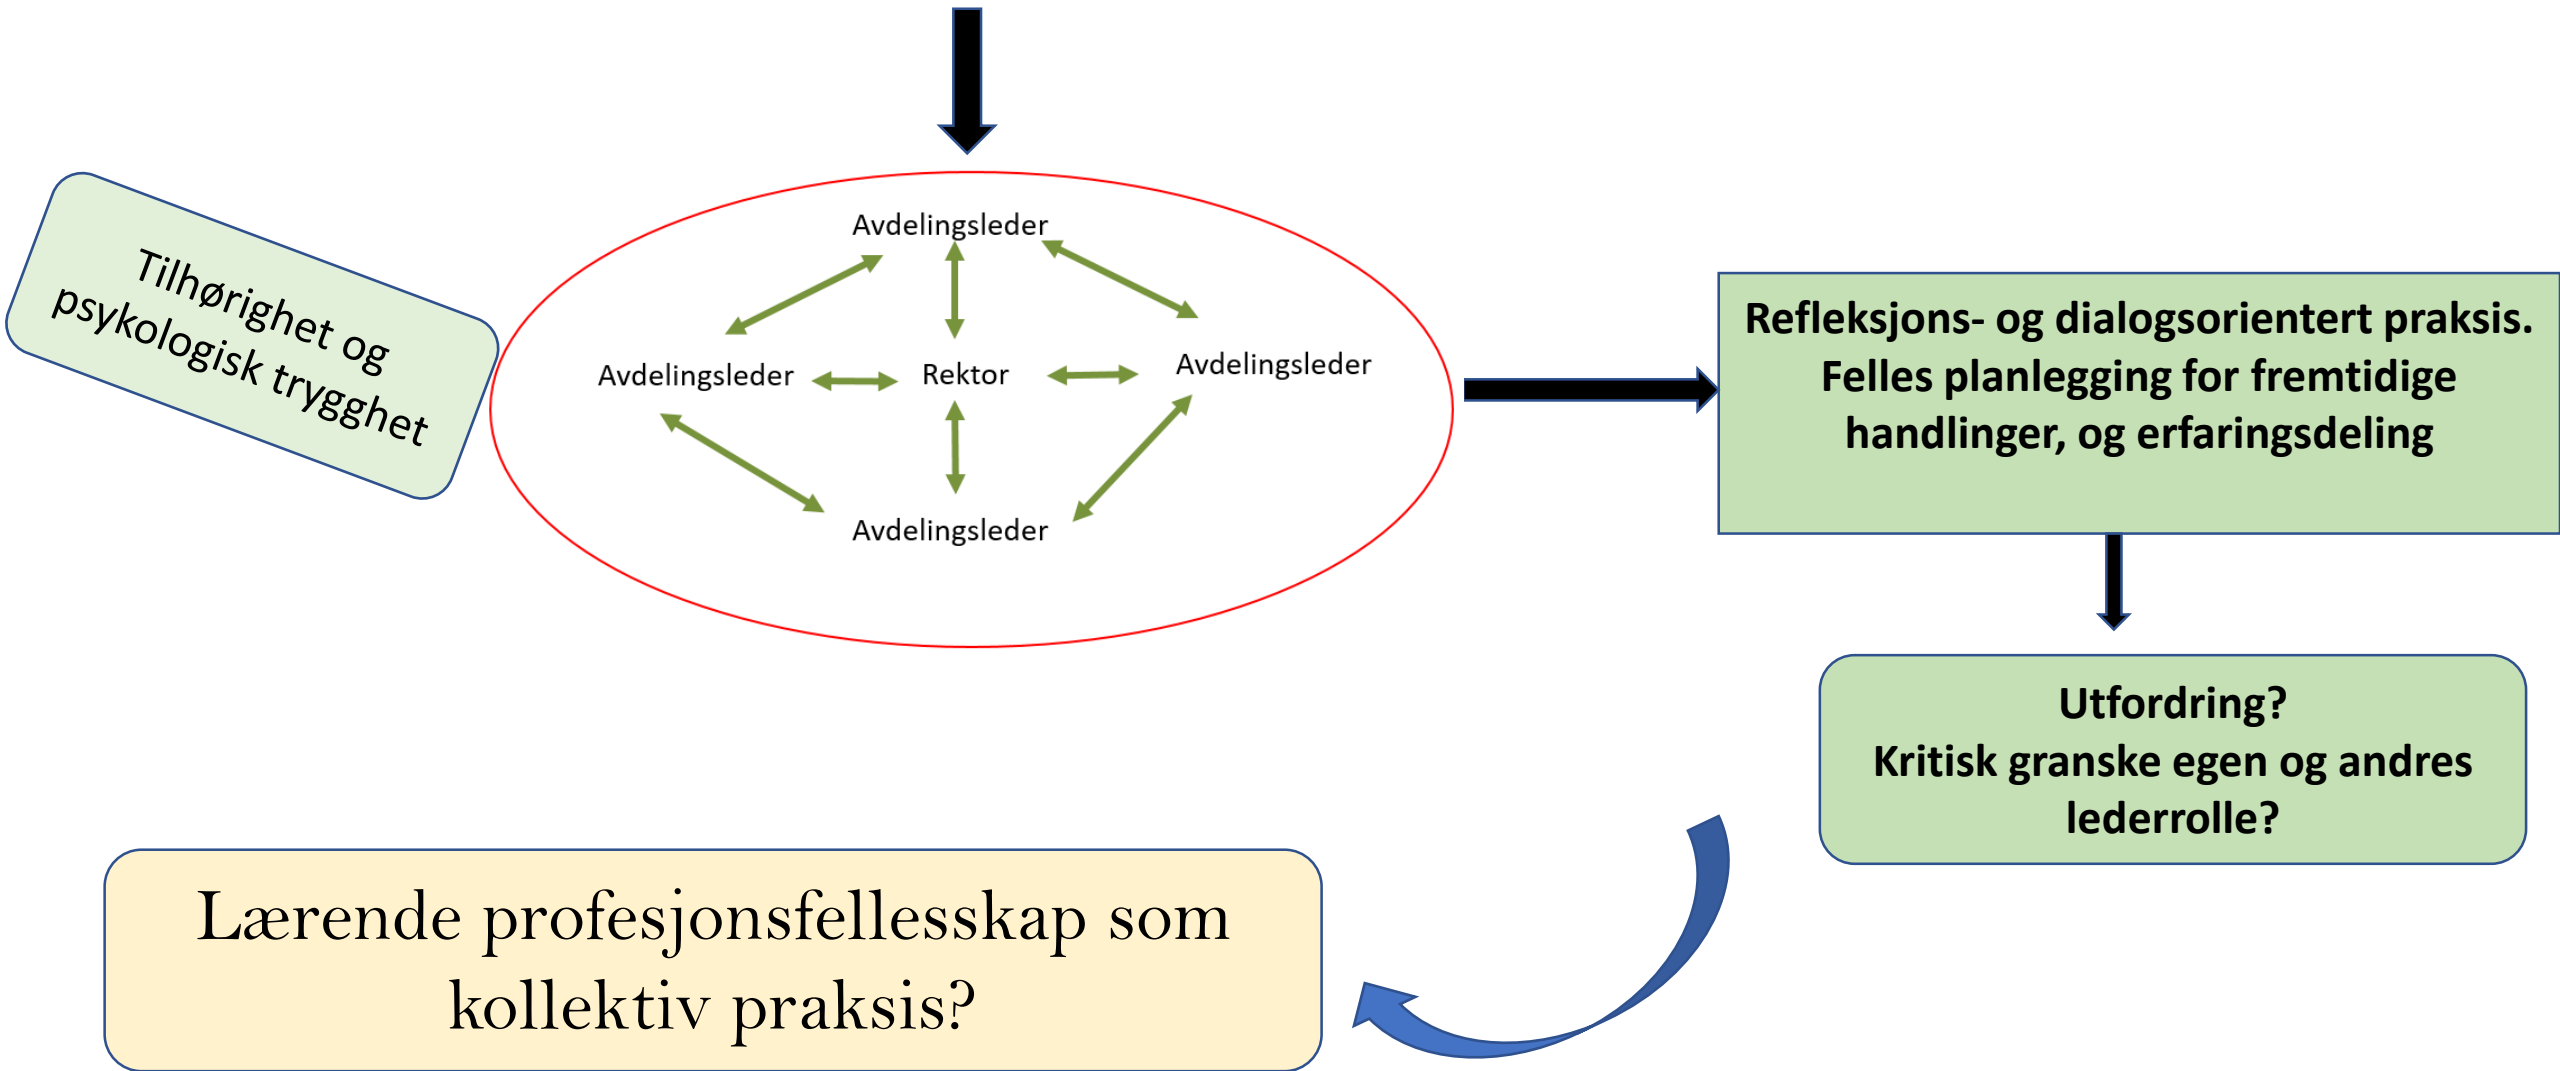 Tilhørighet og
psykologisk trygghet
Avdelingsleder
Avdelingsleder
Rektor
Avdelingsleder
Avdelingsleder
Refleksjons- og dialogsorientert praksis.
Felles planlegging for fremtidige
handlinger, og erfaringsdeling
Utfordring?
Kritisk granske egen og andres
lederrolle?
Lærende profesjonsfellesskap som
kollektiv praksis?